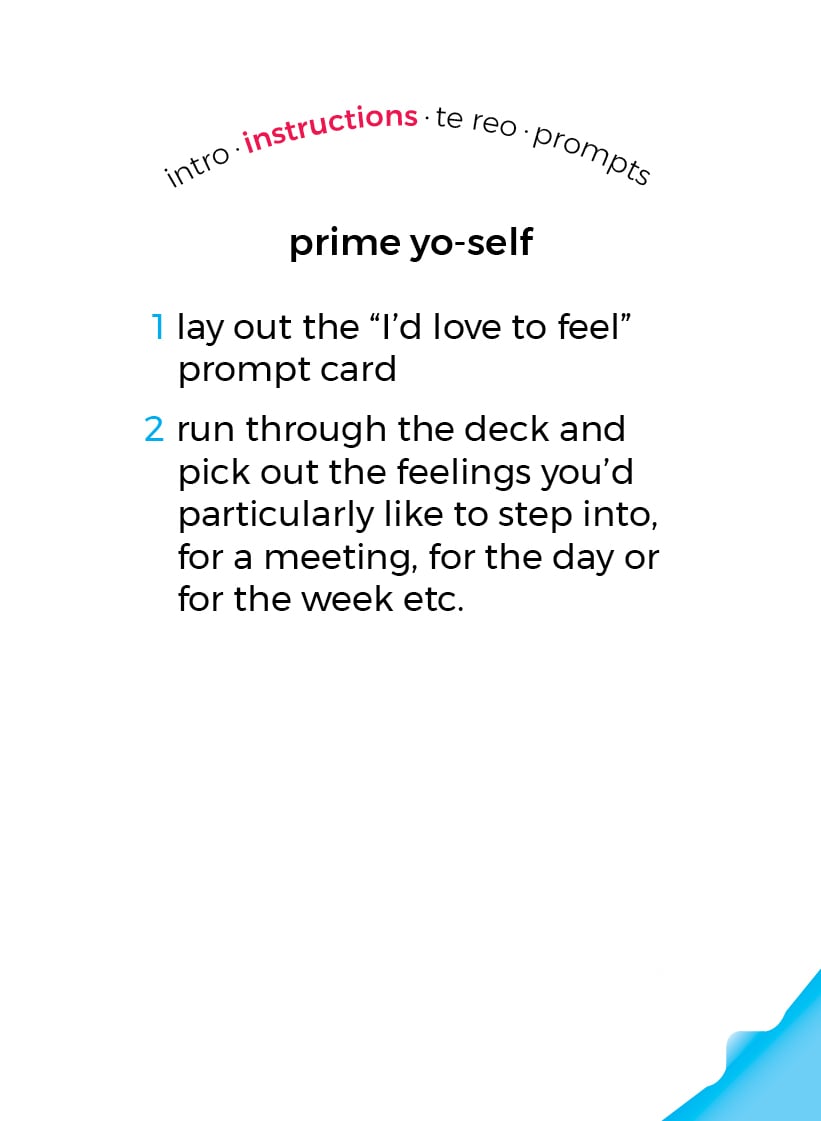 intro · instructions · te reo · prompts
prime yo-self
1 lay out the “I’d love to feel”
prompt card
2 run through the deck and
pick out the feelings you’d
particularly like to step into,
for a meeting, for the day or
for the week etc.